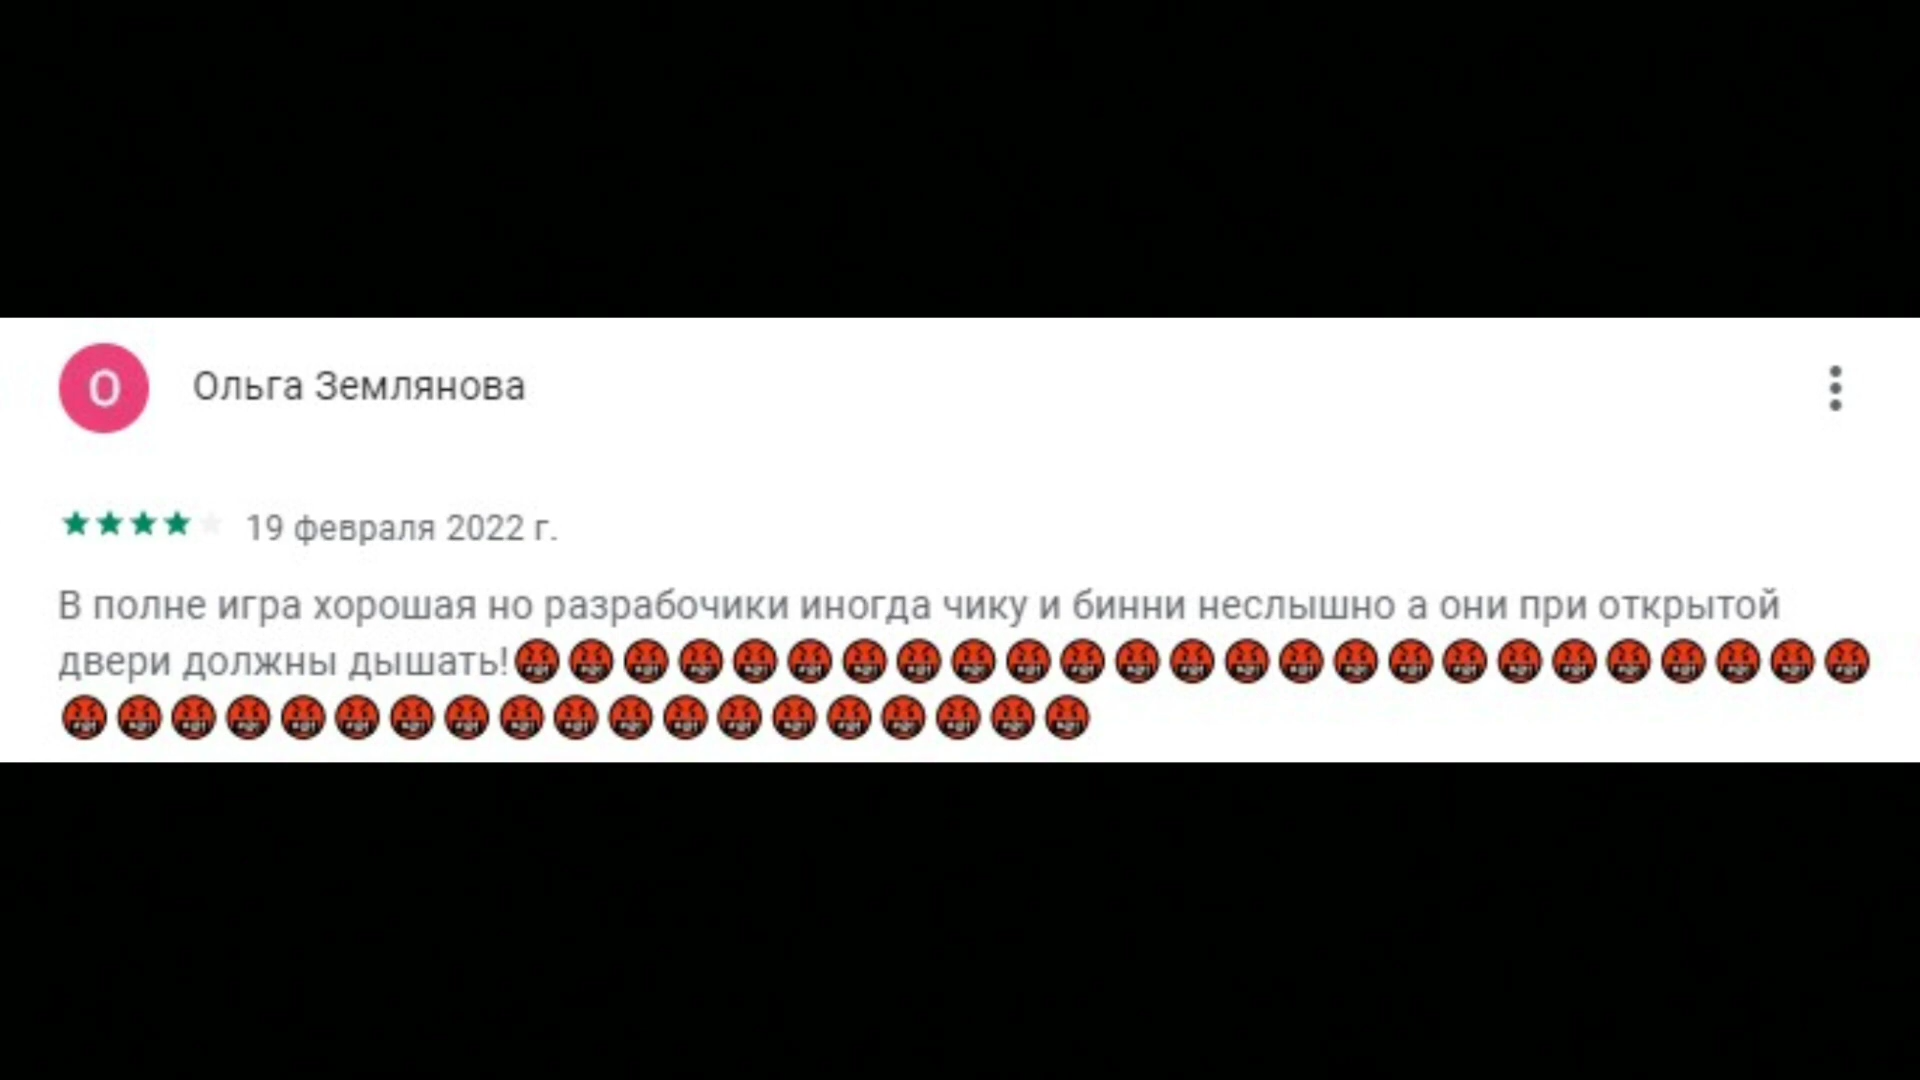 О
Ольга Землянова
19 февраля 2022 г.
В полне игра хорошая но разрабочики иногда чику и бинни неслышно а они при открытой
двери должны дышать!🤬🤬🤬🤬🤬🤬🤬🤬🤬🤬🤬🤬🤬🤬🤬🤬🤬🤬🤬🤬🤬🤬🤬🤬🤬
🤬🤬🤬🤬🤬🤬🤬🤬🤬🤬🤬🤬🤬🤬🤬🤬🤬🤬🤬